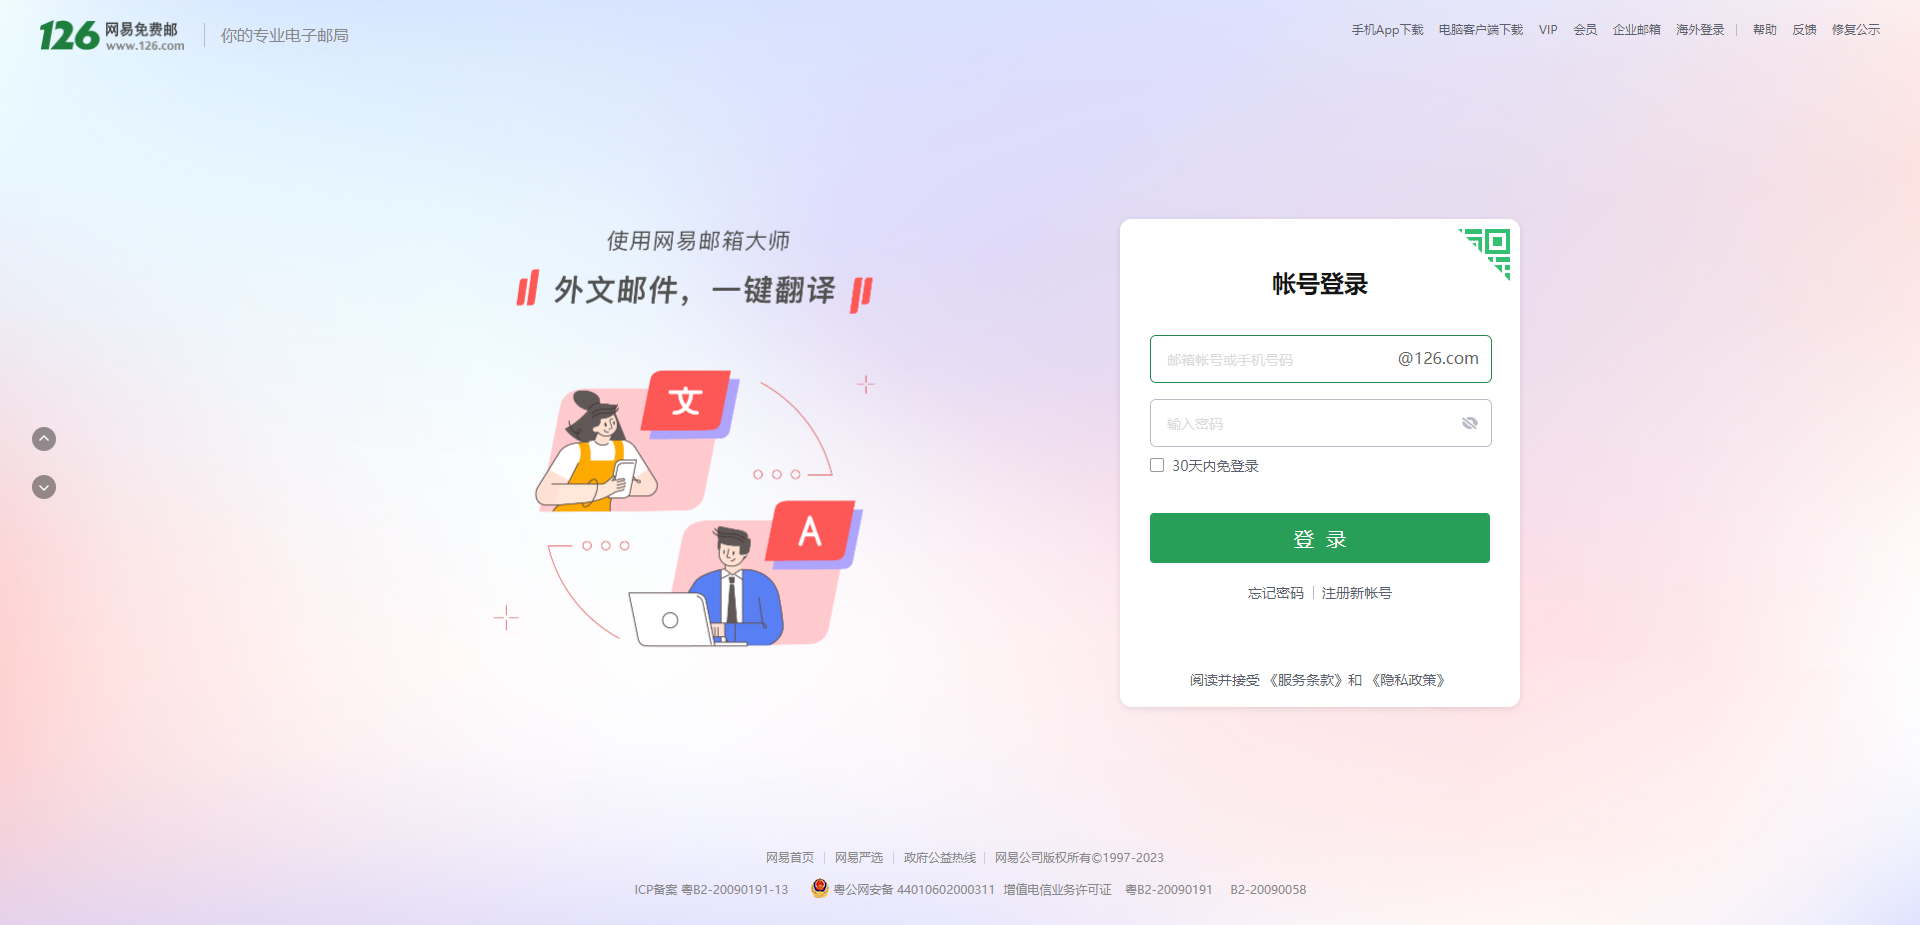 126 网易免费邮
www.126.com
你的专业电子邮局
手机App下载 电脑客户端下载 VIP 会员 企业邮箱 海外登录 帮助 反馈 修复公示
使用网易邮箱大师
外文邮件，一键翻译
文
A
帐号登录
邮箱帐号或手机号码 @126.com
输入密码
30天内免登录
登 录
忘记密码 注册新帐号
阅读并接受《服务条款》和《隐私政策》
网易首页 网易严选 政府公益热线 网易公司版权所有©1997-2023
ICP备案 粤B2-20090191-13 粤公网安备 44010602000311 增值电信业务许可证 粤B2-20090191 B2-20090058